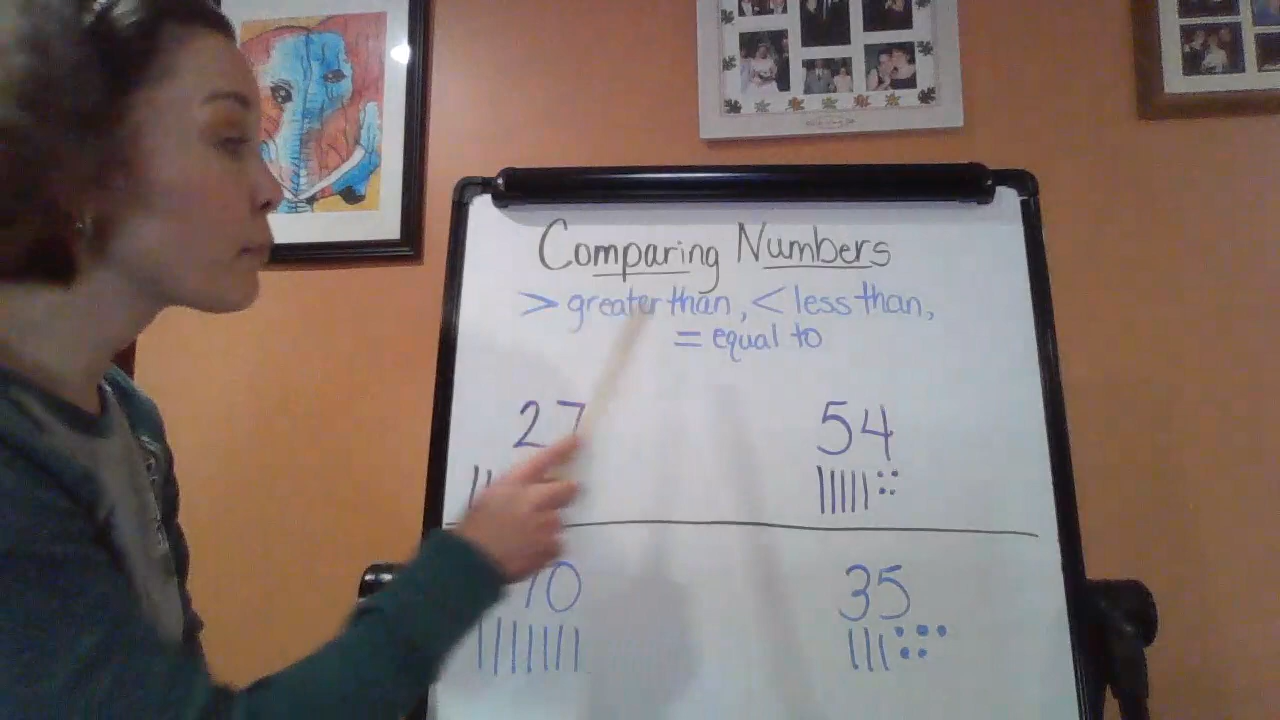 Comparing Numbers
> greater than, < less than,
= equal to
27 54
70 35